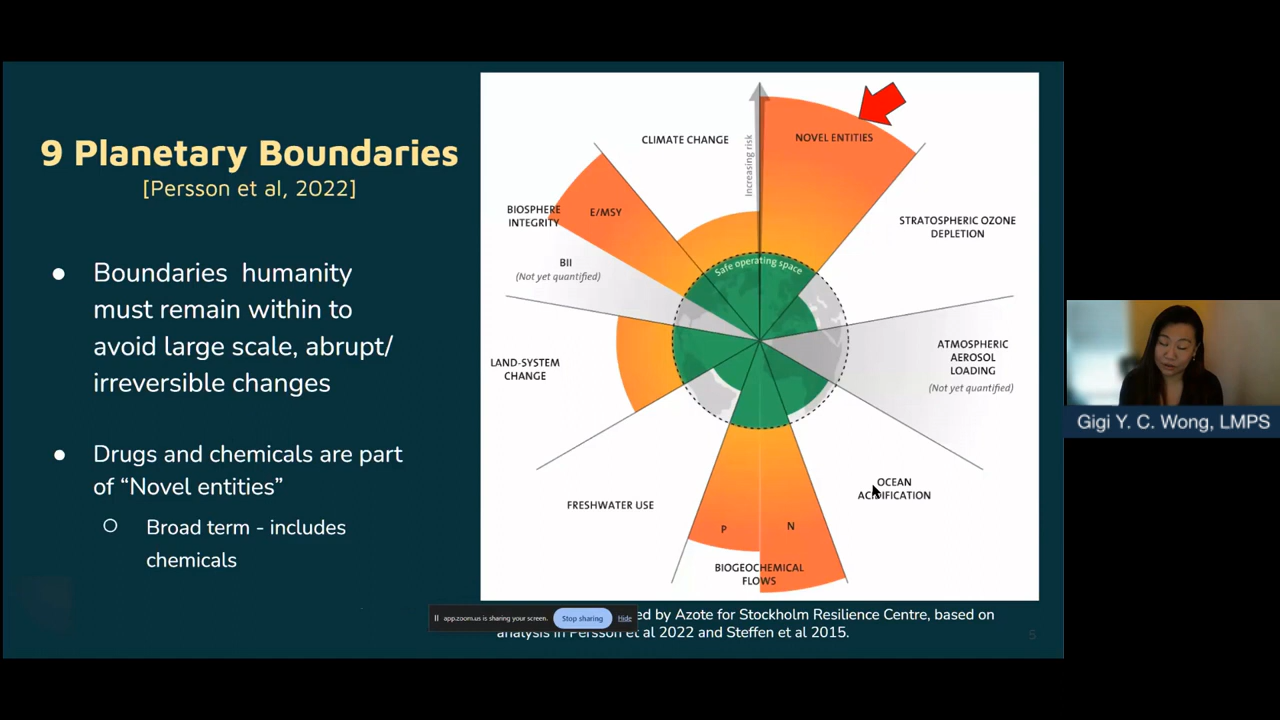 9 Planetary Boundaries
[Persson et al, 2022]
● Boundaries humanity
must remain within to
avoid large scale, abrupt/
irreversible changes
● Drugs and chemicals are part
of “Novel entities”
○ Broad term - includes
chemicals
CLIMATE CHANGE
Increasing risk
NOVEL ENTITIES
BIOSPHERE
INTEGRITY
E/MSY
STRATOSPHERIC OZONE
DEPLETION
BII
(Not yet quantified)
Safe operating space
LAND-SYSTEM
CHANGE
ATMOSPHERIC
AEROSOL
LOADING
(Not yet quantified)
FRESHWATER USE
OCEAN
ACIDIFICATION
P
N
BIOGEOCHEMICAL
FLOWS
app.zoom.us is sharing your screen.
Stop sharing
Hide
ed by Azote for Stockholm Resilience Centre, based on
analysis in Persson et al 2022 and Steffen et al 2015.
5
Gigi Y. C. Wong, LMPS